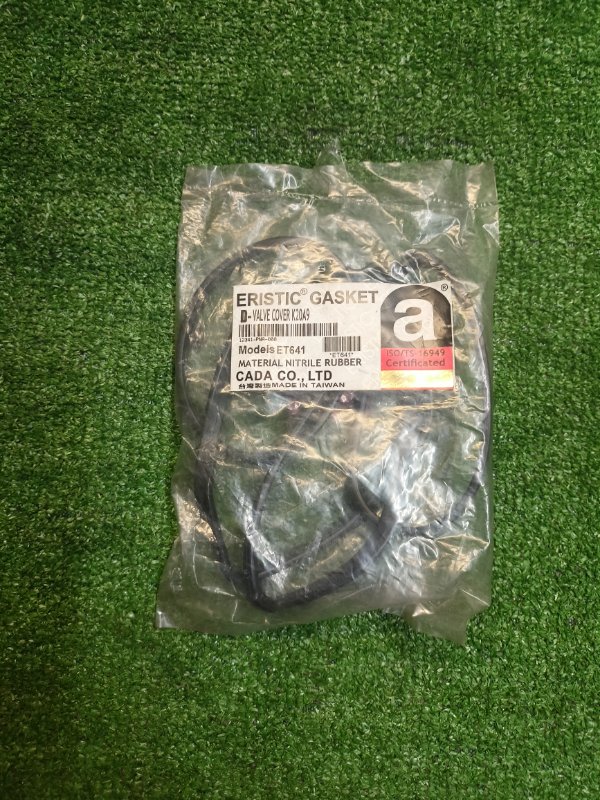 ERISTIC® GASKET
D-VALVE COVER K20A9
12341-PNR-000
Models ET641
*ET641*
MATERIAL NITRILE RUBBER
CADA CO., LTD
台灣製造MADE IN TAIWAN
a®
ISO/TS-16949
Certificated